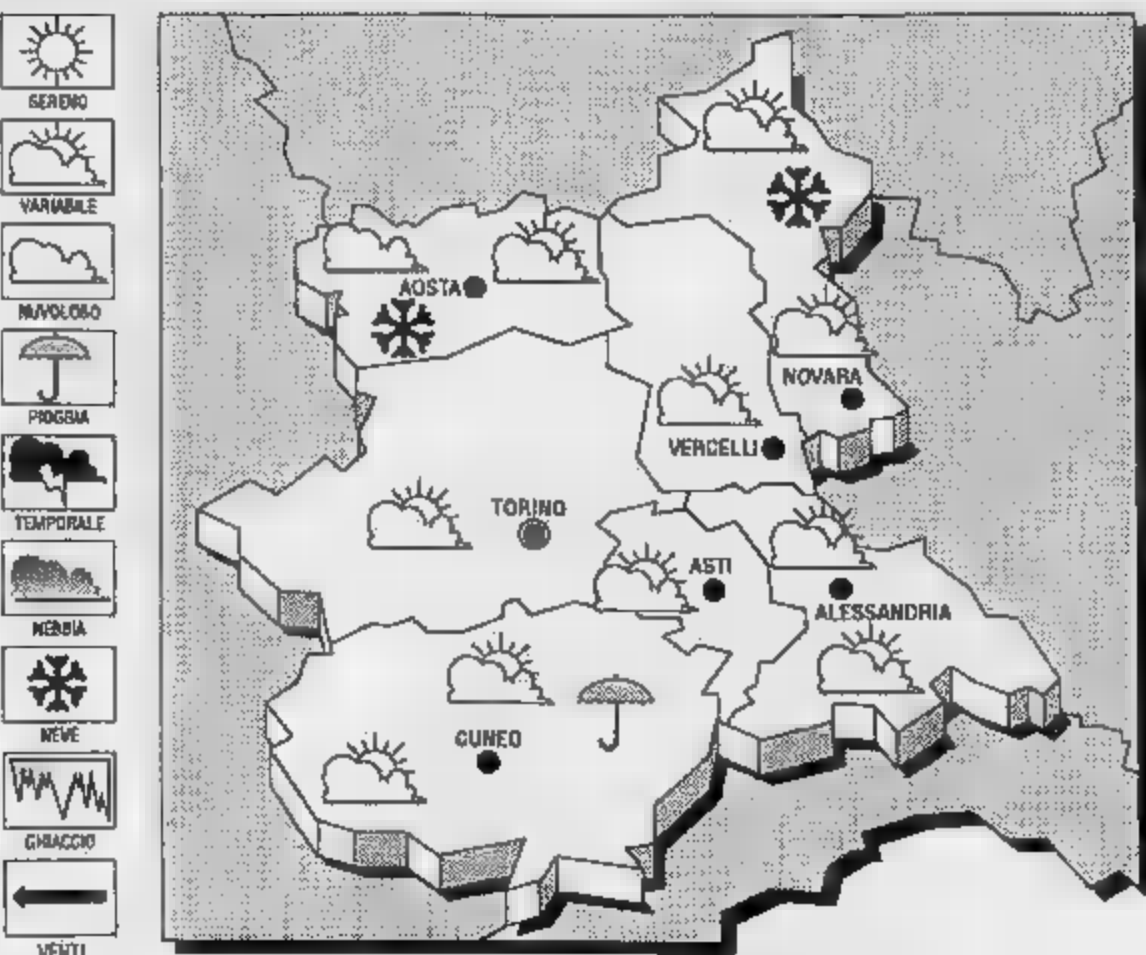 SERENO
VARIABILE
NUVOLOSO
PIOGGIA
TEMPORALE
NEBBIA
NEVE
GHIACCIO
VENTI
AOSTA
NOVARA
VERCELLI
TORINO
ASTI
ALESSANDRIA
CUNEO